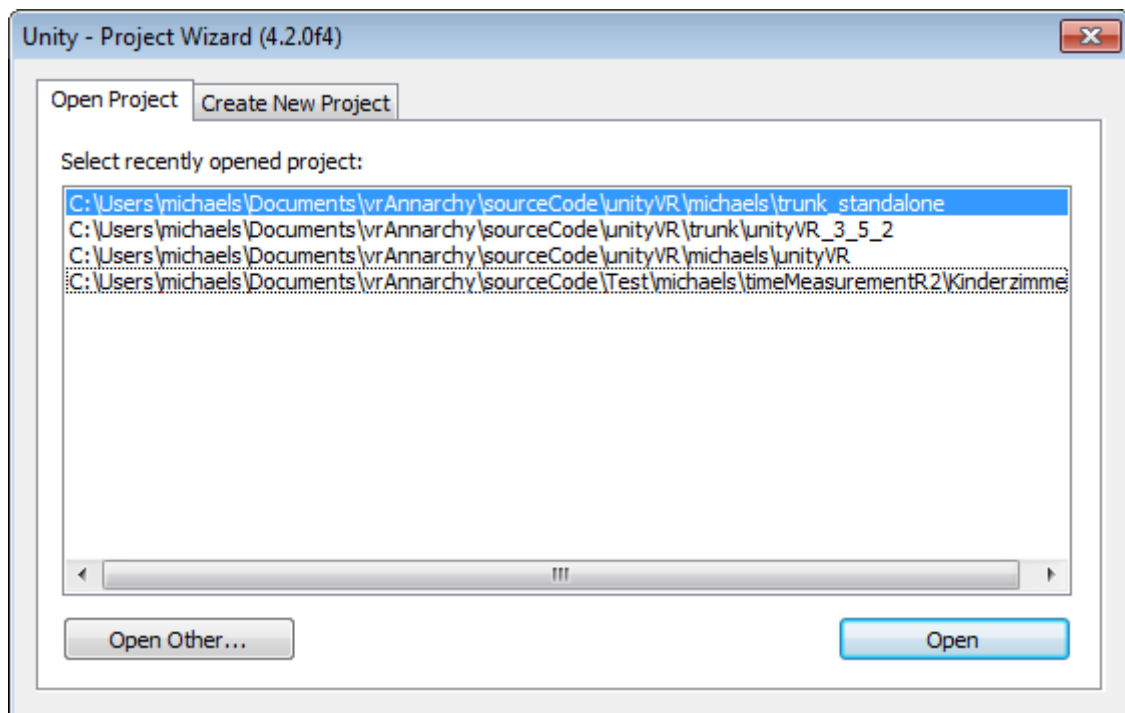 Unity - Project Wizard (4.2.0f4)
Open Project
Create New Project
Select recently opened project:
C:\Users\michaels\Documents\vrAnnarchy\sourceCode\unityVR\michaels\trunk_standalone
C:\Users\michaels\Documents\vrAnnarchy\sourceCode\unityVR\trunk\unityVR_3_5_2
C:\Users\michaels\Documents\vrAnnarchy\sourceCode\unityVR\michaels\unityVR
C:\Users\michaels\Documents\vrAnnarchy\sourceCode\Test\michaels\timeMeasurementR2\Kinderzimme
Open Other...
Open